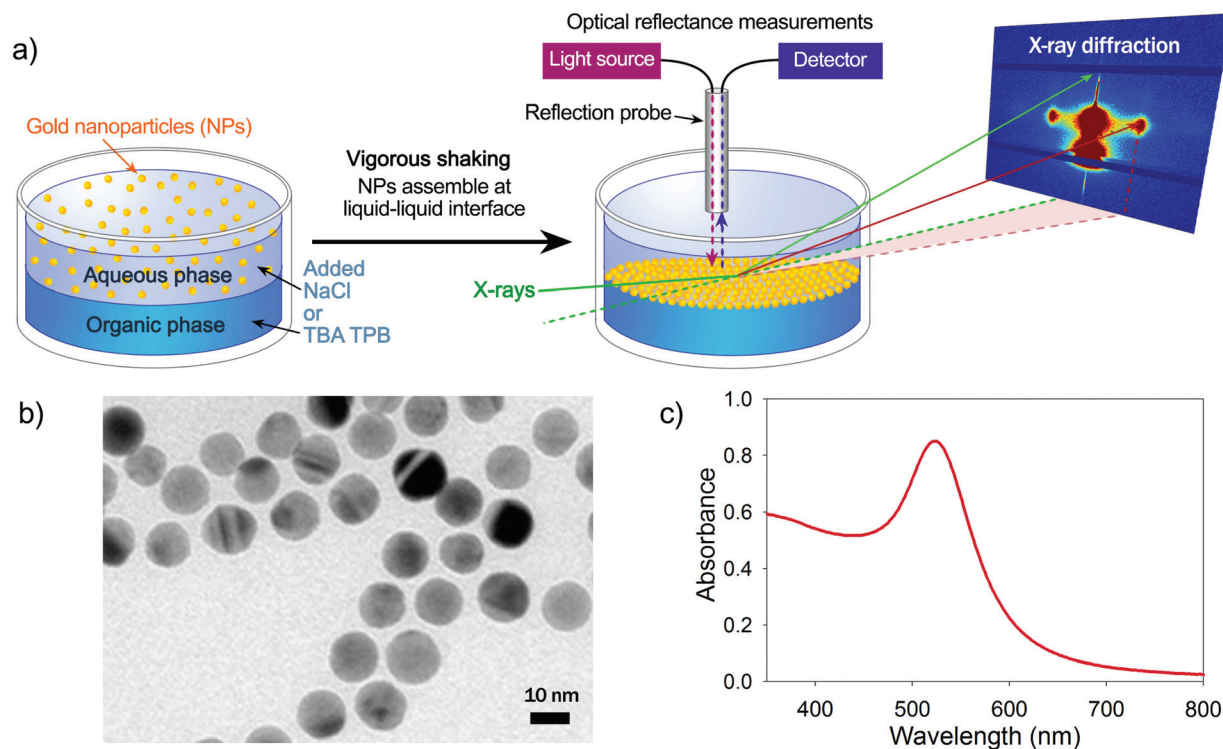 a)
Optical reflectance measurements
Light source
Detector
X-ray diffraction
Gold nanoparticles (NPs)
Reflection probe
Vigorous shaking
NPs assemble at
liquid-liquid interface
Aqueous phase
Added
NaCl
or
TBA TPB
Organic phase
X-rays
b)
10 nm
c)
1.0
0.8
0.6
0.4
0.2
0.0
Absorbance
400
500
600
700
800
Wavelength (nm)